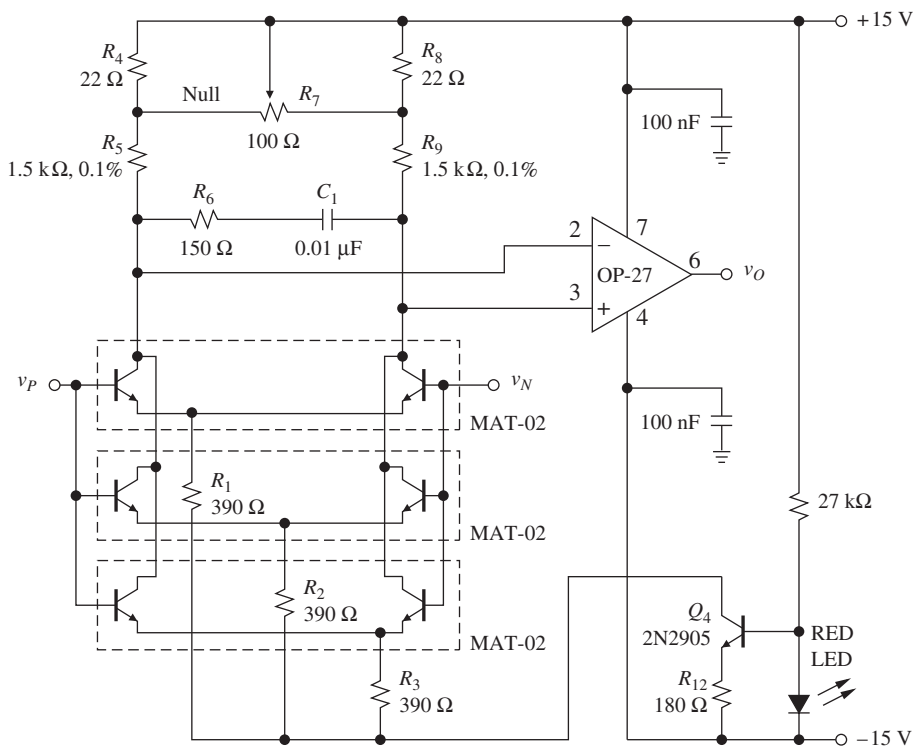 +15 V
R4
22 Ω
R8
22 Ω
Null
R7
100 Ω
100 nF
R5
1.5 kΩ, 0.1%
R9
1.5 kΩ, 0.1%
R6
150 Ω
C1
0.01 μF
2
−
7
OP-27
6
vO
3
+
4
vP
vN
MAT-02
100 nF
R1
390 Ω
MAT-02
27 kΩ
R2
390 Ω
MAT-02
Q4
2N2905
RED
LED
R3
390 Ω
R12
180 Ω
−15 V